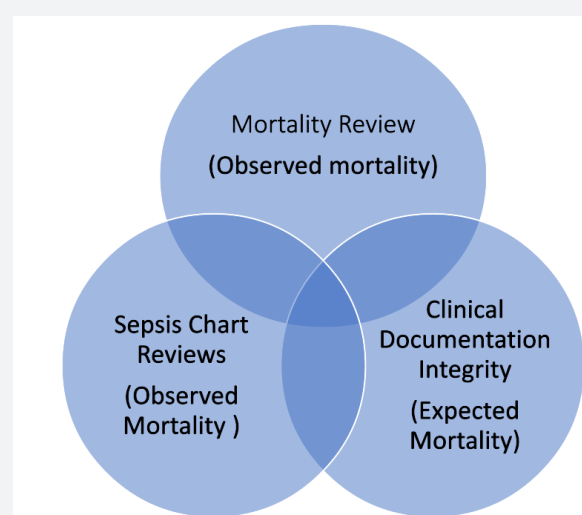 Mortality Review
(Observed mortality)
Sepsis Chart
Reviews
(Observed
Mortality )
Clinical
Documentation
Integrity
(Expected
Mortality)